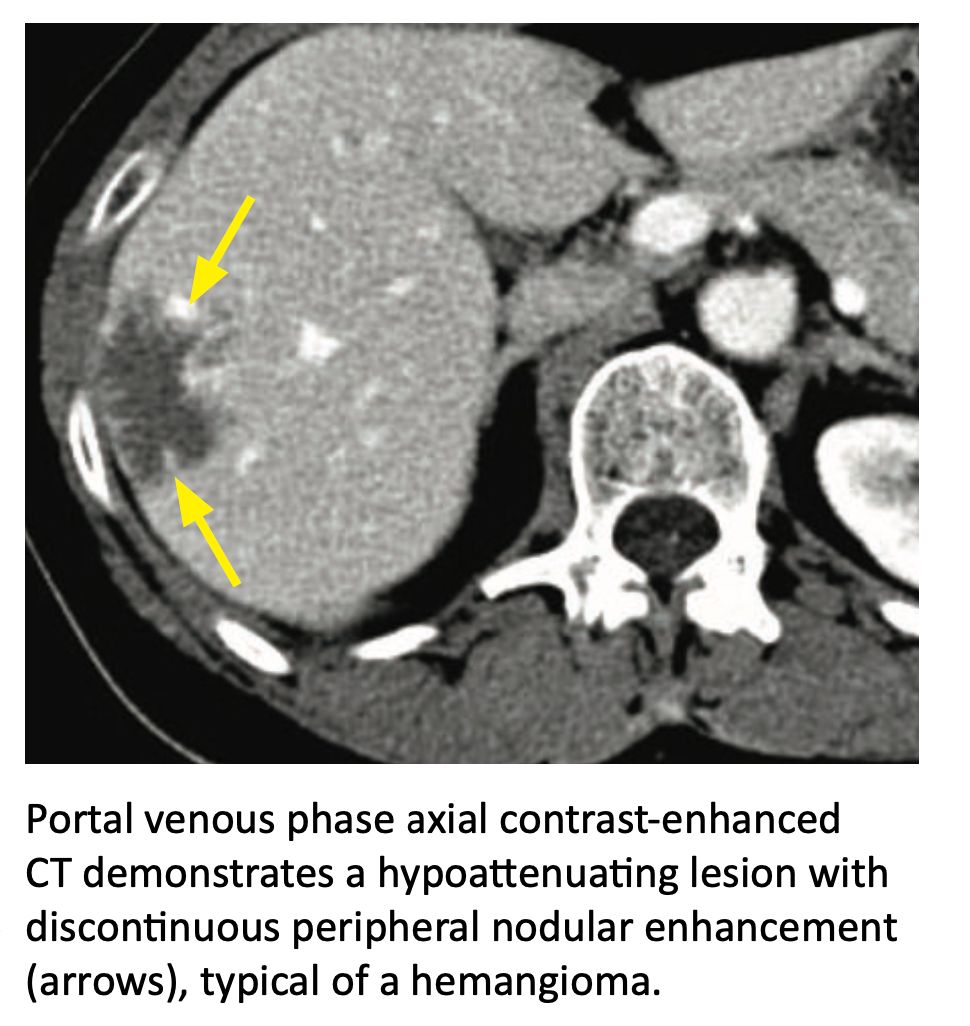 Portal venous phase axial contrast-enhanced
CT demonstrates a hypoattenuating lesion with
discontinuous peripheral nodular enhancement
(arrows), typical of a hemangioma.